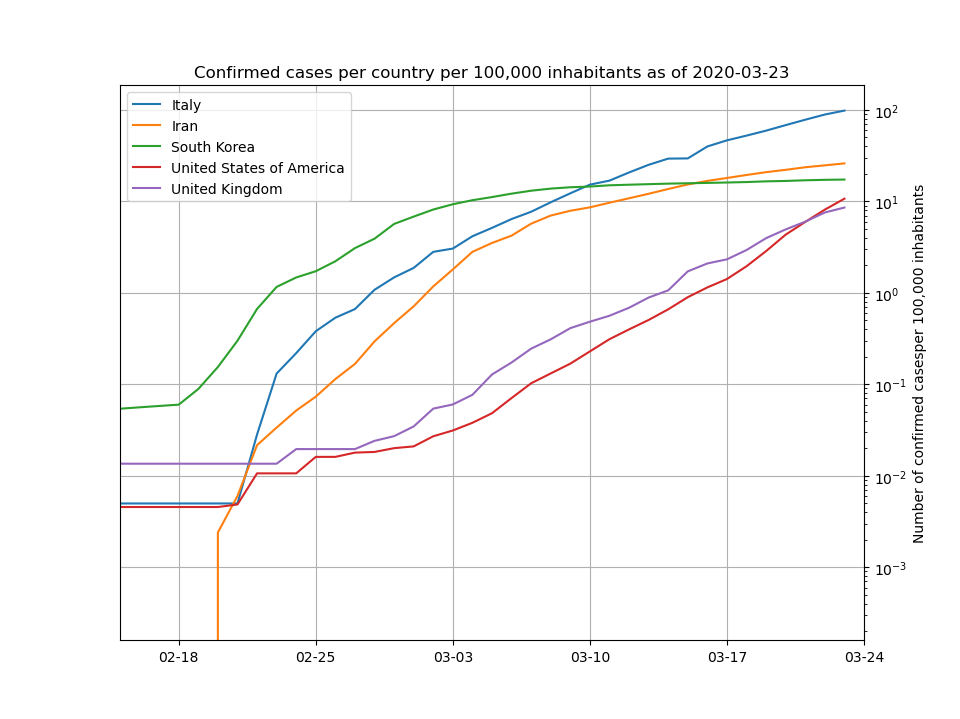 Confirmed cases per country per 100,000 inhabitants as of 2020-03-23
Italy
Iran
South Korea
United States of America
United Kingdom
10²
10¹
10⁰
10⁻¹
10⁻²
10⁻³
Number of confirmed casesper 100,000 inhabitants
02-18 02-25 03-03 03-10 03-17 03-24